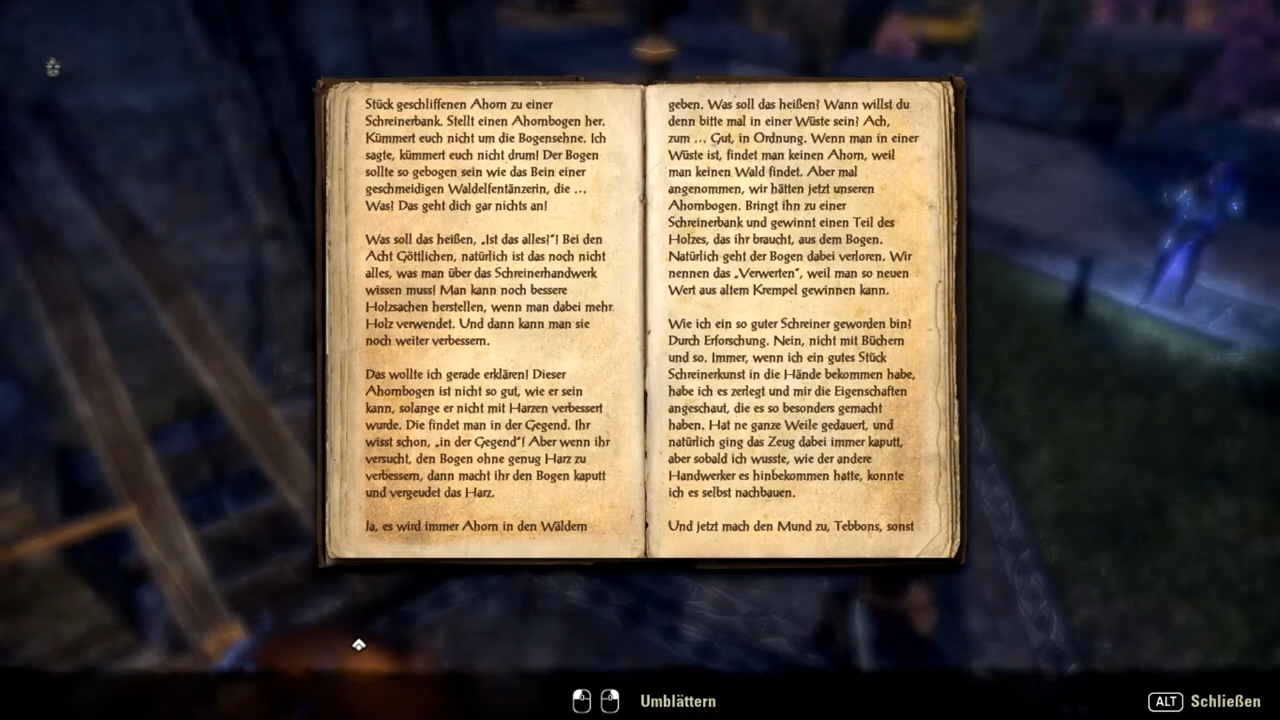 Stück geschliffenen Ahorn zu einer
Schreinerbank. Stellt einen Ahornbogen her.
Kümmert euch nicht um die Bogensehne. Ich
sagte, kümmert euch nicht drum! Der Bogen
sollte so gebogen sein wie das Bein einer
geschmeidigen Waldelfentänzerin, die ...
Was? Das geht dich gar nichts an!
Was soll das heißen, „Ist das alles?“! Bei den
Acht Göttlichen, natürlich ist das noch nicht
alles, was man über das Schreinerhandwerk
wissen muss! Man kann noch bessere
Holzsachen herstellen, wenn man dabei mehr
Holz verwendet. Und dann kann man sie
noch weiter verbessern.
Das wollte ich gerade erklären! Dieser
Ahornbogen ist nicht so gut, wie er sein
kann, solange er nicht mit Harzen verbessert
wurde. Die findet man in der Gegend. Ihr
wisst schon, „in der Gegend“! Aber wenn ihr
versucht, den Bogen ohne genug Harz zu
verbessern, dann macht ihr den Bogen kaputt
und vergeudet das Harz.
Ja, es wird immer Ahorn in den Wäldern
geben. Was soll das heißen? Wann willst du
denn bitte mal in einer Wüste sein? Ach,
zum ... Gut, in Ordnung. Wenn man in einer
Wüste ist, findet man keinen Ahorn, weil
man keinen Wald findet. Aber mal
angenommen, wir hätten jetzt unseren
Ahornbogen. Bringt ihn zu einer
Schreinerbank und gewinnt einen Teil des
Holzes, das ihr braucht, aus dem Bogen.
Natürlich geht der Bogen dabei verloren. Wir
nennen das „Verwerten“, weil man so neuen
Wert aus altem Krempel gewinnen kann.
Wie ich ein so guter Schreiner geworden bin?
Durch Erforschung. Nein, nicht mit Büchern
und so. Immer, wenn ich ein gutes Stück
Schreinerkunst in die Hände bekommen habe,
habe ich es zerlegt und mir die Eigenschaften
angeschaut, die es so besonders gemacht
haben. Hat ne ganze Weile gedauert, und
natürlich ging das Zeug dabei immer kaputt,
aber sobald ich wusste, wie der andere
Handwerker es hinbekommen hatte, konnte
ich es selbst nachbauen.
Und jetzt mach den Mund zu, Tebbons, sonst
Umblättern
ALT Schließen